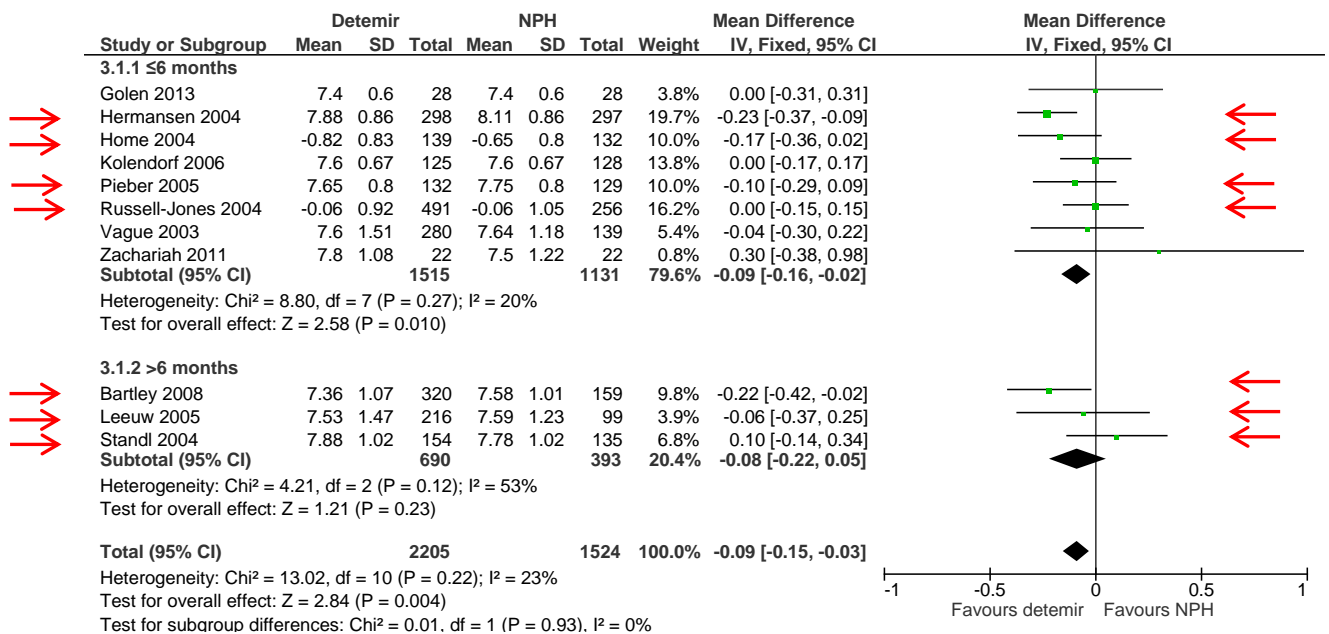 Detemir NPH Mean Difference Mean Difference
Study or Subgroup Mean SD Total Mean SD Total Weight IV, Fixed, 95% CI IV, Fixed, 95% CI
3.1.1 ≤6 months
Golen 2013 7.4 0.6 28 7.4 0.6 28 3.8% 0.00 [-0.31, 0.31]
Hermansen 2004 7.88 0.86 298 8.11 0.86 297 19.7% -0.23 [-0.37, -0.09]
Home 2004 -0.82 0.83 139 -0.65 0.8 132 10.0% -0.17 [-0.36, 0.02]
Kolendorf 2006 7.6 0.67 125 7.6 0.67 128 13.8% 0.00 [-0.17, 0.17]
Pieber 2005 7.65 0.8 132 7.75 0.8 129 10.0% -0.10 [-0.29, 0.09]
Russell-Jones 2004 -0.06 0.92 491 -0.06 1.05 256 16.2% 0.00 [-0.15, 0.15]
Vague 2003 7.6 1.51 280 7.64 1.18 139 5.4% -0.04 [-0.30, 0.22]
Zachariah 2011 7.8 1.08 22 7.5 1.22 22 0.8% 0.30 [-0.38, 0.98]
Subtotal (95% CI) 1515 1131 79.6% -0.09 [-0.16, -0.02]
Heterogeneity: Chi² = 8.80, df = 7 (P = 0.27); I² = 20%
Test for overall effect: Z = 2.58 (P = 0.010)
3.1.2 >6 months
Bartley 2008 7.36 1.07 320 7.58 1.01 159 9.8% -0.22 [-0.42, -0.02]
Leeuw 2005 7.53 1.47 216 7.59 1.23 99 3.9% -0.06 [-0.37, 0.25]
Standl 2004 7.88 1.02 154 7.78 1.02 135 6.8% 0.10 [-0.14, 0.34]
Subtotal (95% CI) 690 393 20.4% -0.08 [-0.22, 0.05]
Heterogeneity: Chi² = 4.21, df = 2 (P = 0.12); I² = 53%
Test for overall effect: Z = 1.21 (P = 0.23)
Total (95% CI) 2205 1524 100.0% -0.09 [-0.15, -0.03]
Heterogeneity: Chi² = 13.02, df = 10 (P = 0.22); I² = 23%
Test for overall effect: Z = 2.84 (P = 0.004)
Test for subgroup differences: Chi² = 0.01, df = 1 (P = 0.93), I² = 0%
-1 -0.5 0 0.5 1
Favours detemir Favours NPH